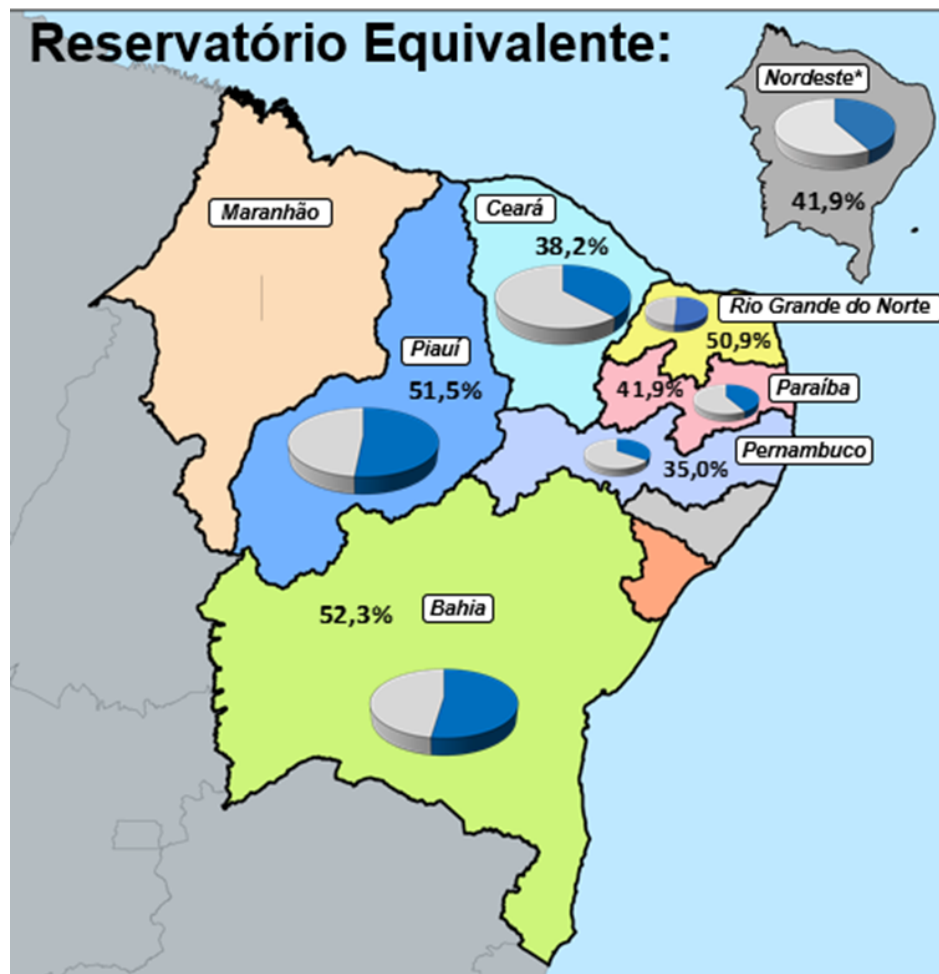 Reservatório Equivalente:
Nordeste*
41,9%
Maranhão
Ceará
38,2%
Rio Grande do Norte
50,9%
Piauí
51,5%
41,9%
Paraíba
Pernambuco
35,0%
52,3%
Bahia